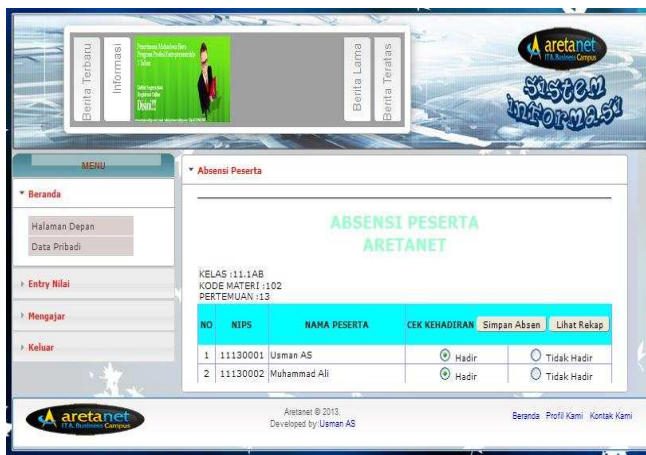 Berita Terbaru
Informasi
Disini!!!
Berita Lama
Berita Teratas
aretanet
IT & Business Campus
Sistem
Informasi
MENU
Beranda
Halaman Depan
Data Pribadi
Entry Nilai
Mengajar
Keluar
Absensi Peserta
ABSENSI PESERTA
ARETANET
KELAS :11.1AB
KODE MATERI :102
PERTEMUAN :13
NO NIPS NAMA PESERTA CEK KEHADIRAN Simpan Absen Lihat Rekap
1 11130001 Usman AS Hadir Tidak Hadir
2 11130002 Muhammad Ali Hadir Tidak Hadir
aretanet
IT & Business Campus
Aretanet © 2013.
Developed by:Usman AS
Beranda Profil Kami Kontak Kami